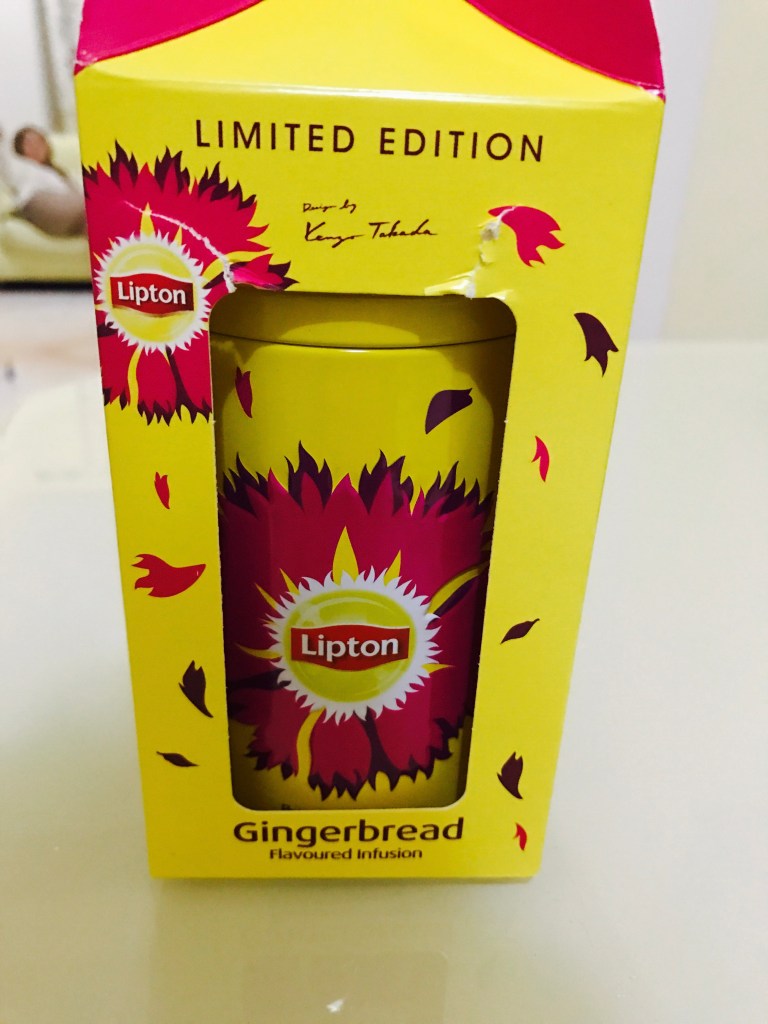 LIMITED EDITION
Design by
Kenzo Takada
Lipton
Lipton
Gingerbread
Flavoured Infusion